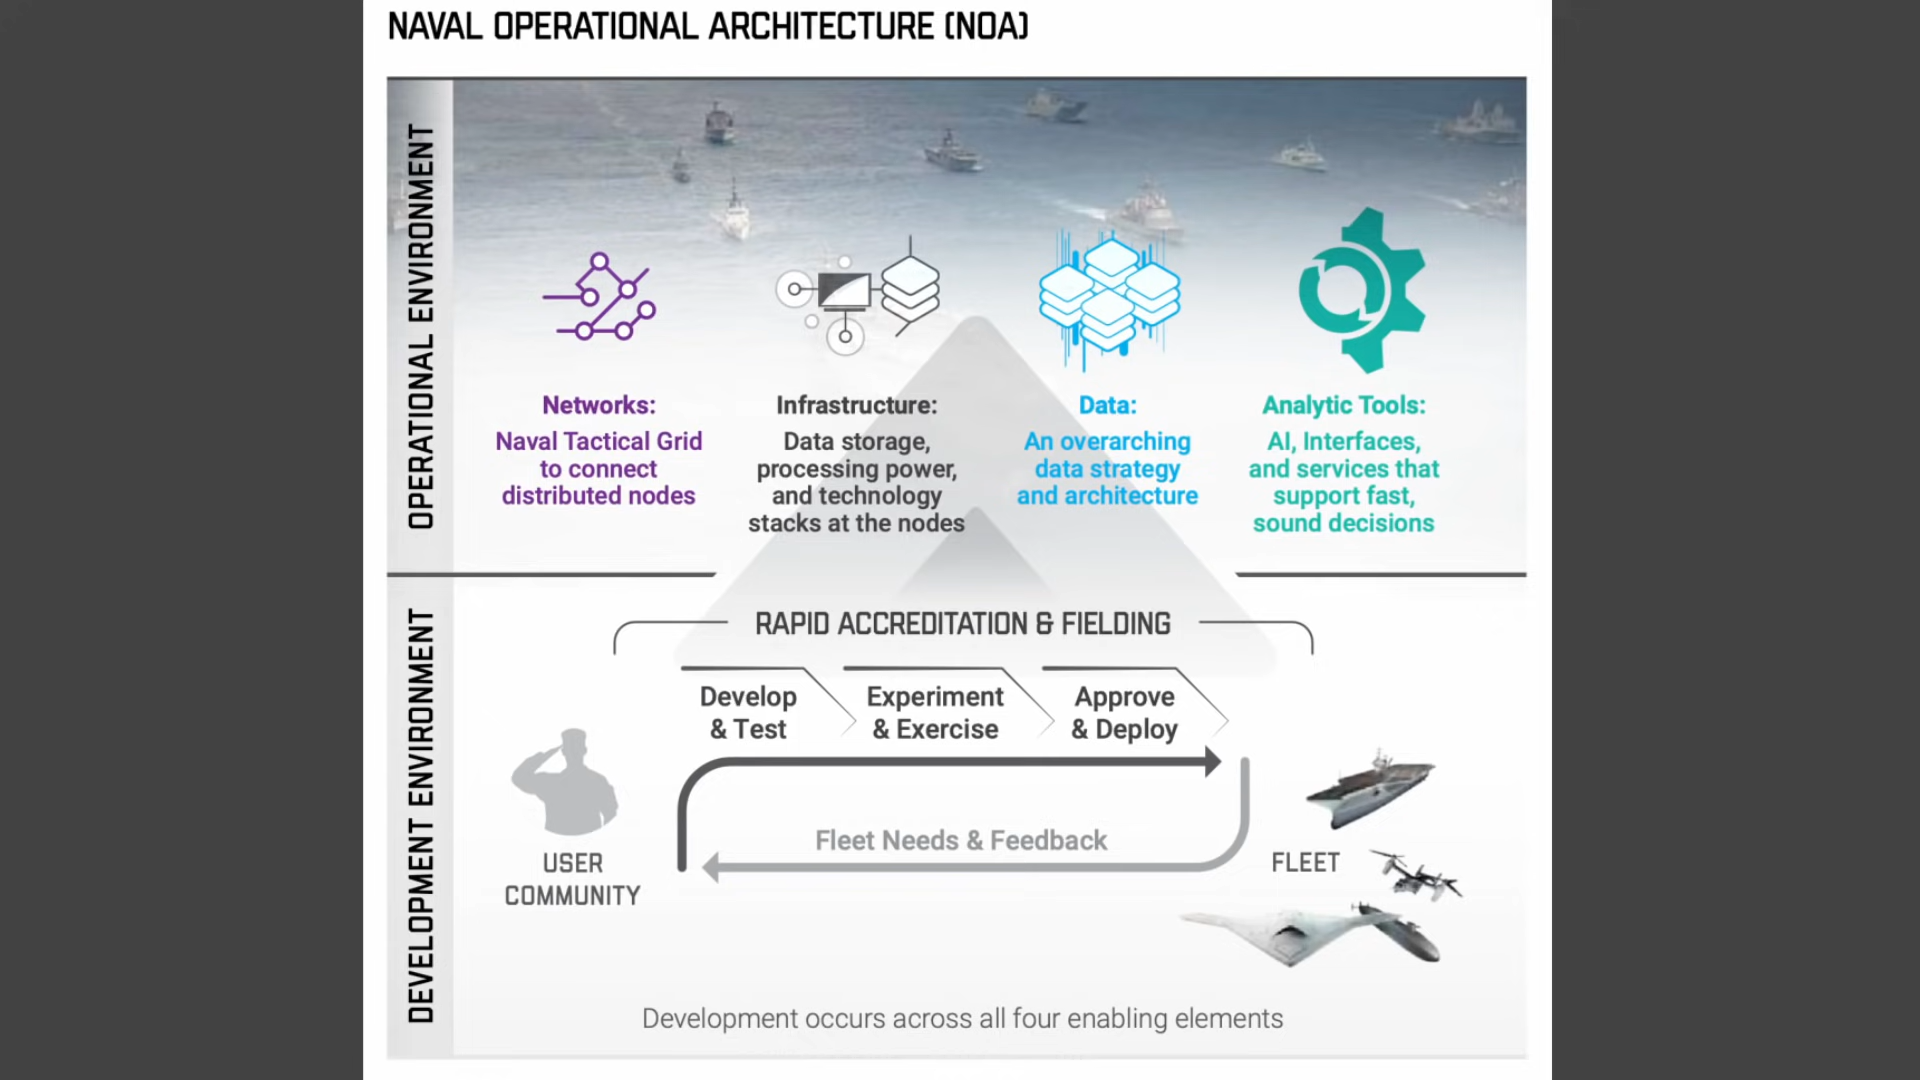 NAVAL OPERATIONAL ARCHITECTURE (NOA)
OPERATIONAL ENVIRONMENT
Networks:
Naval Tactical Grid
to connect
distributed nodes
Infrastructure:
Data storage,
processing power,
and technology
stacks at the nodes
Data:
An overarching
data strategy
and architecture
Analytic Tools:
AI, Interfaces,
and services that
support fast,
sound decisions
DEVELOPMENT ENVIRONMENT
RAPID ACCREDITATION & FIELDING
Develop
& Test
Experiment
& Exercise
Approve
& Deploy
USER
COMMUNITY
Fleet Needs & Feedback
FLEET
Development occurs across all four enabling elements